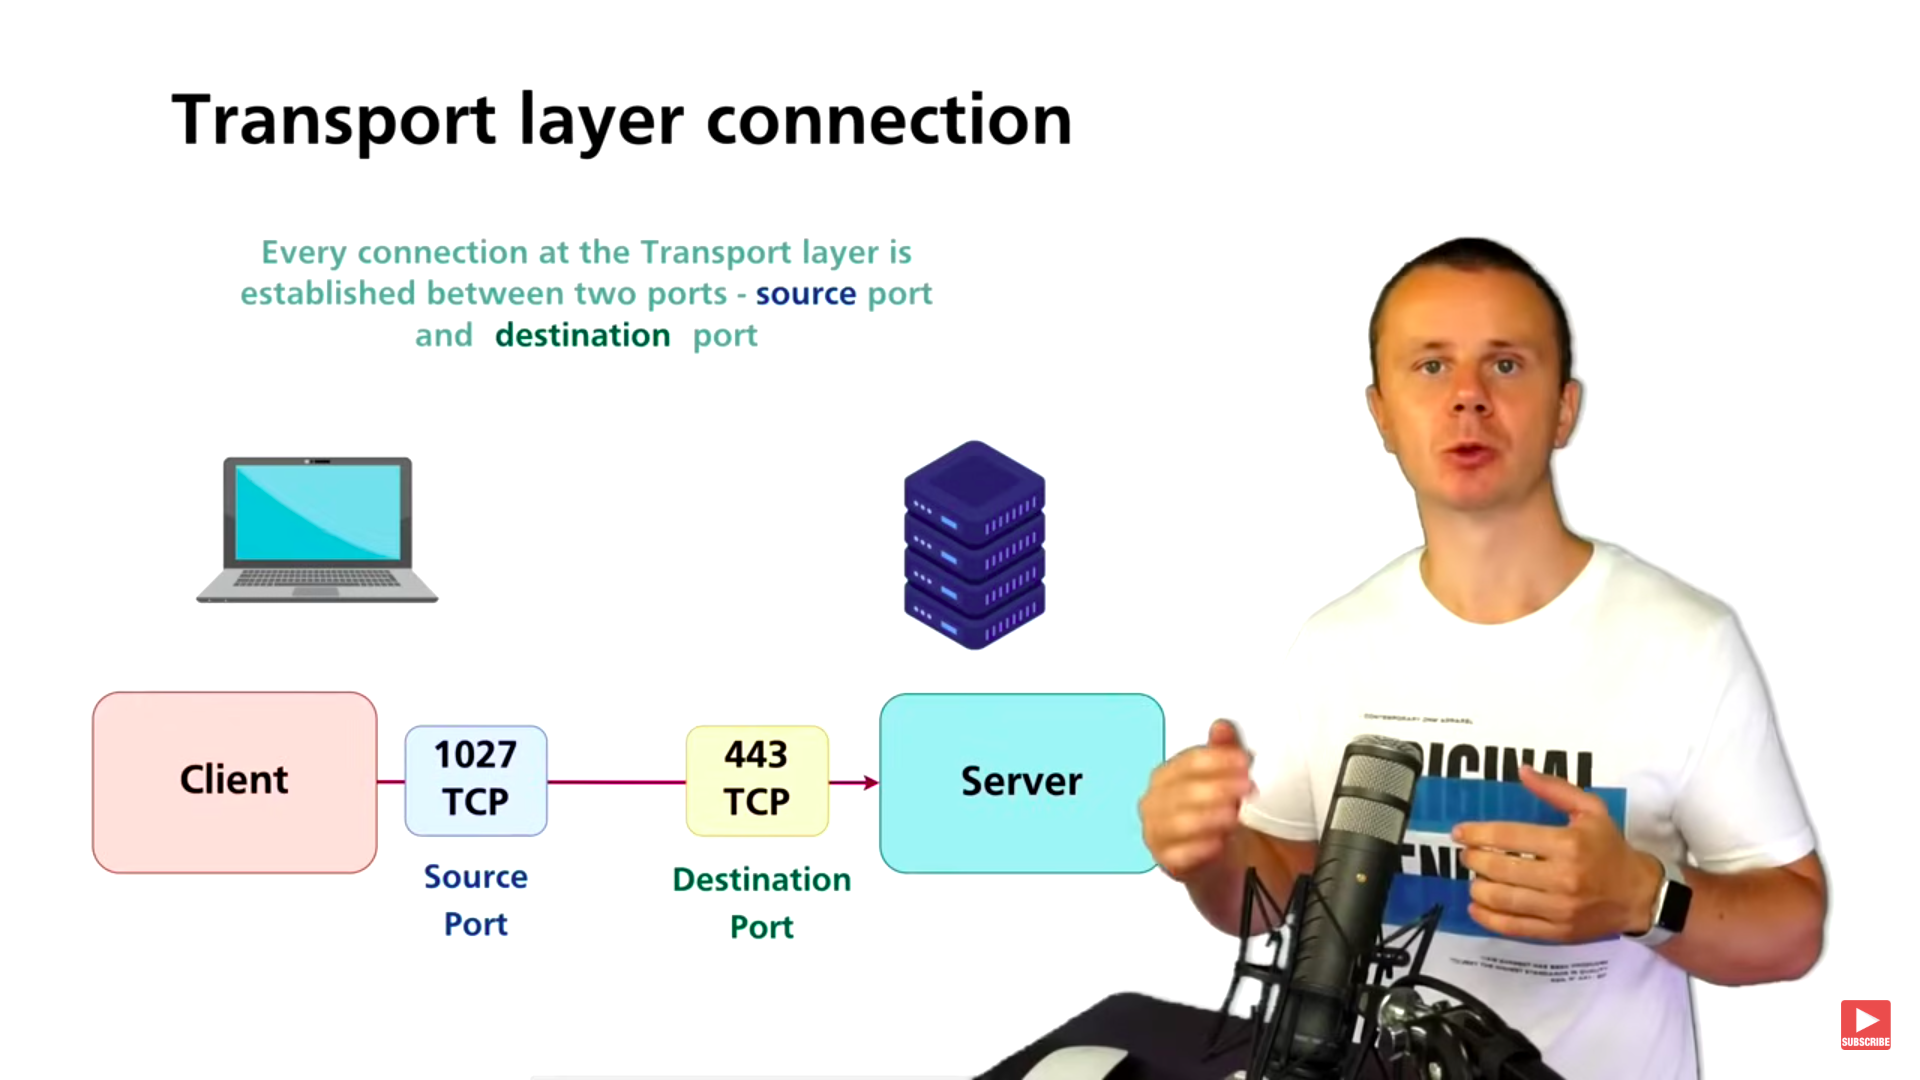 Transport layer connection
Every connection at the Transport layer is
established between two ports - source port
and destination port
Client
1027
TCP
443
TCP
Server
Source
Port
Destination
Port
CONTEMPORARY
SUBSCRIBE